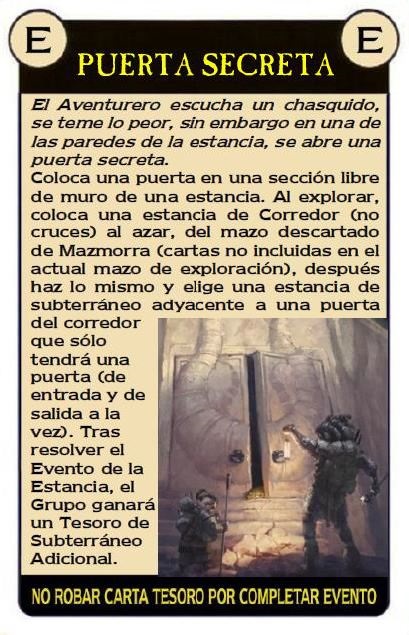 E E
PUERTA SECRETA
El Aventurero escucha un chasquido,
se teme lo peor, sin embargo en una de
las paredes de la estancia, se abre una
puerta secreta.
Coloca una puerta en una sección libre
de muro de una estancia. Al explorar,
coloca una estancia de Corredor (no
cruces) al azar, del mazo descartado
de Mazmorra (cartas no incluidas en el
actual mazo de exploración), después
haz lo mismo y elige una estancia de
subterráneo adyacente a una puerta
del corredor
que sólo
tendrá una
puerta (de
entrada y de
salida a la
vez). Tras
resolver el
Evento de la
Estancia, el
Grupo ganará
un Tesoro de
Subterráneo
Adicional.
NO ROBAR CARTA TESORO POR COMPLETAR EVENTO